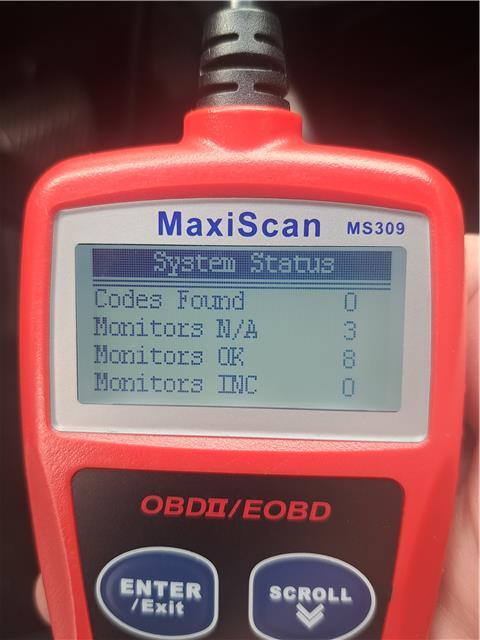 MaxiScan MS309
System Status
Codes Found 0
Monitors N/A 3
Monitors OK 8
Monitors INC 0
OBDII/EOBD
ENTER
/Exit
SCROLL